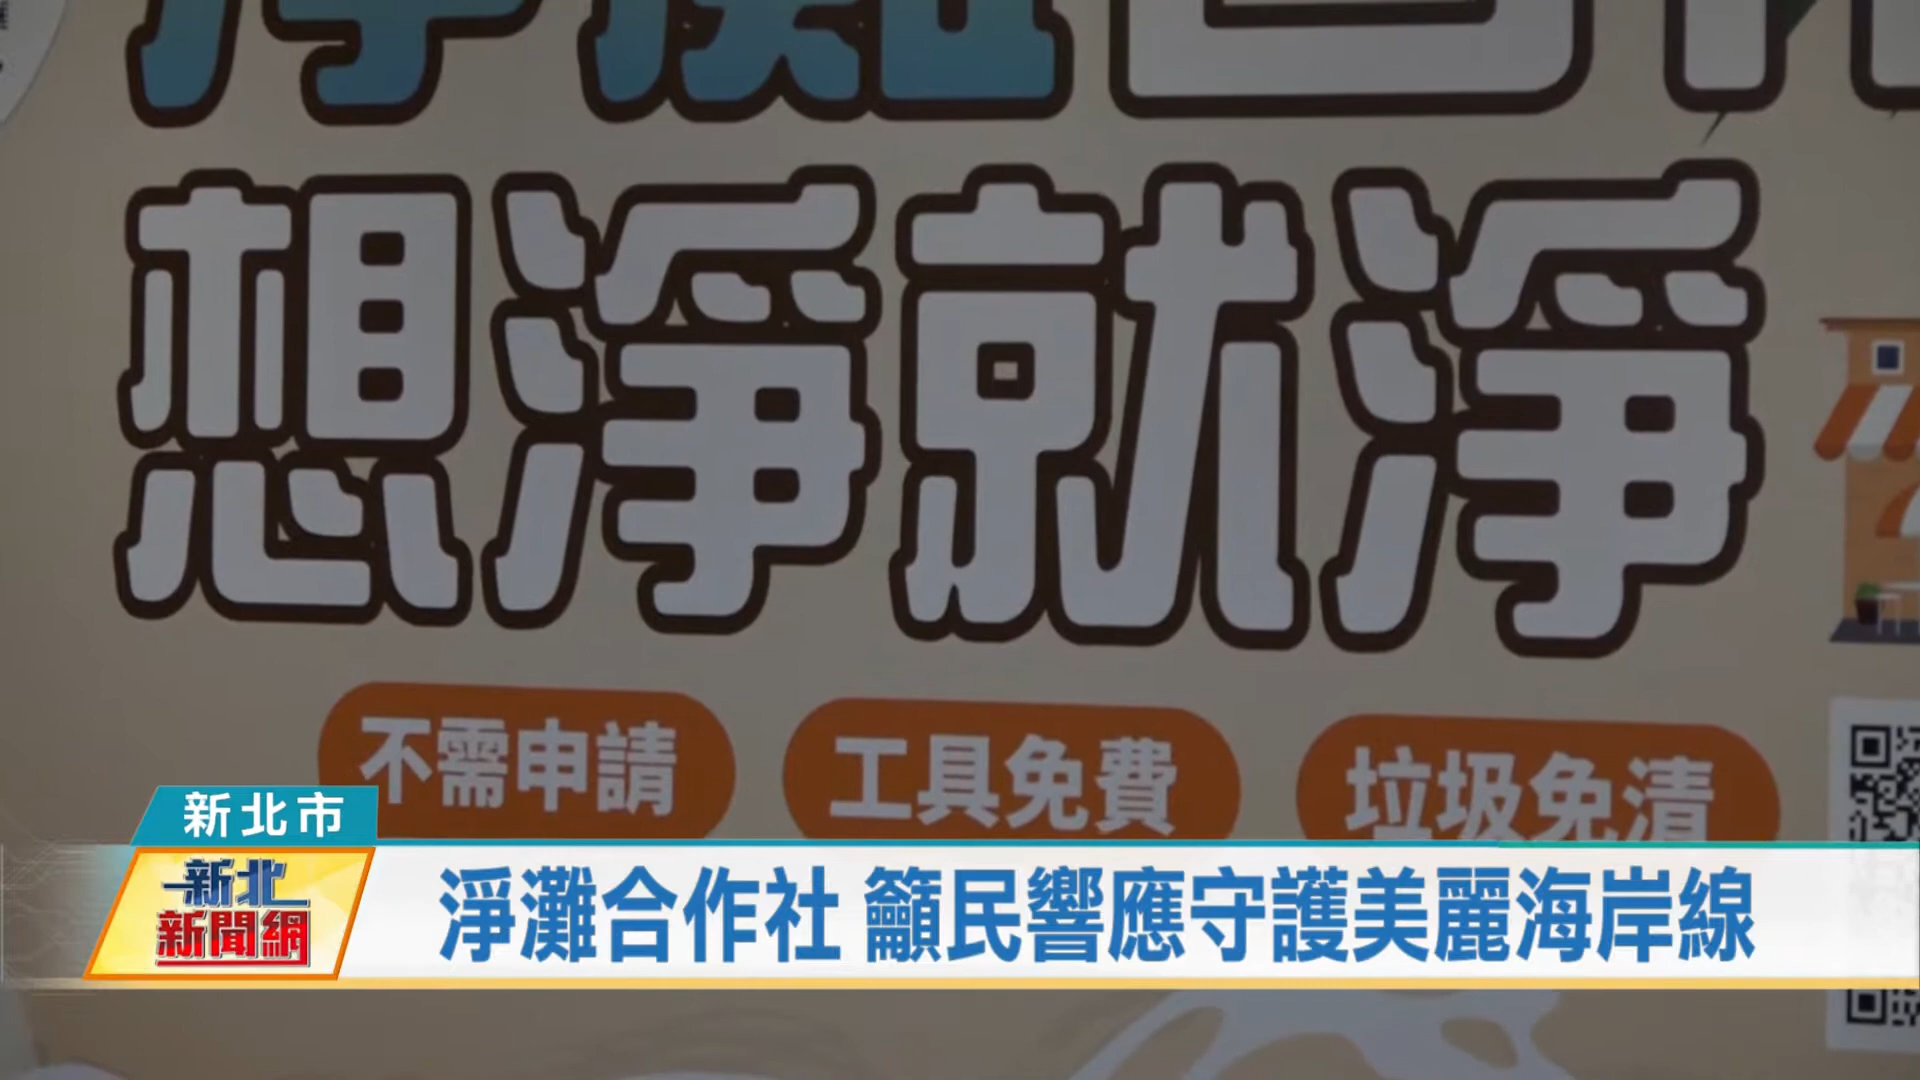 想淨就淨
不需申請 工具免費 垃圾免清
新北市
新北
新聞網
淨灘合作社 籲民響應守護美麗海岸線